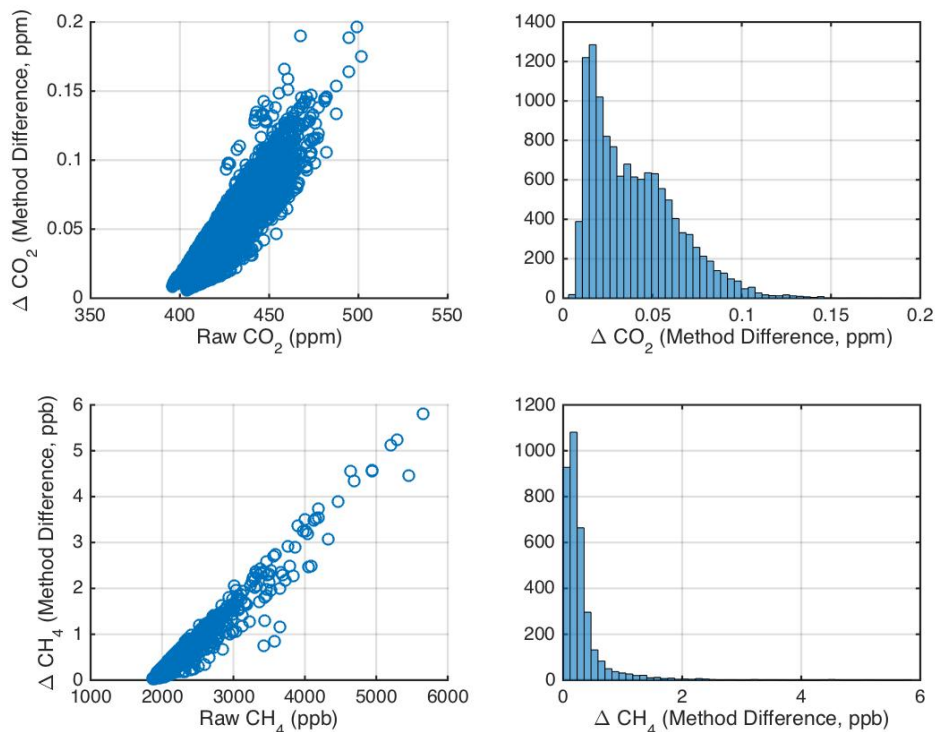 0.2
0.15
0.1
0.05
0
Δ CO2 (Method Difference, ppm)
350 400 450 500 550
Raw CO2 (ppm)
1400
1200
1000
800
600
400
200
0
0 0.05 0.1 0.15 0.2
Δ CO2 (Method Difference, ppm)
6
5
4
3
2
1
0
Δ CH4 (Method Difference, ppb)
1000 2000 3000 4000 5000 6000
Raw CH4 (ppb)
1200
1000
800
600
400
200
0
0 2 4 6
Δ CH4 (Method Difference, ppb)